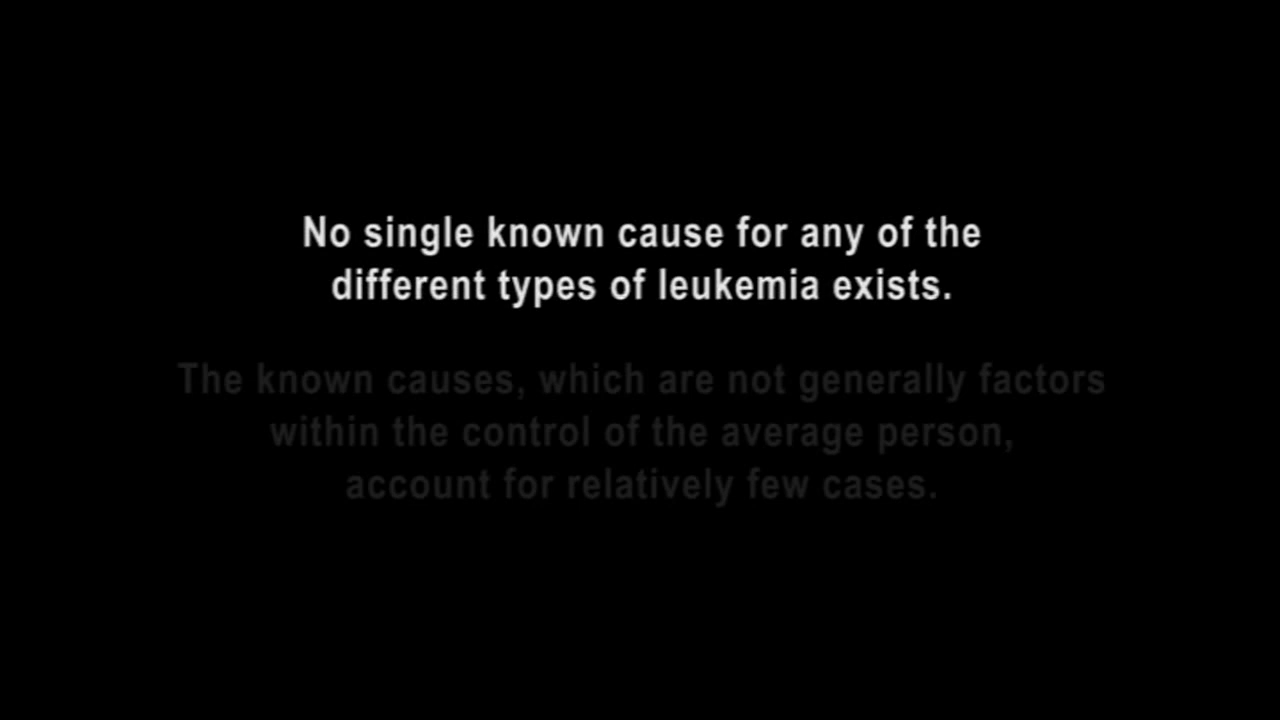 No single known cause for any of the
different types of leukemia exists.
The known causes, which are not generally factors
within the control of the average person,
account for relatively few cases.